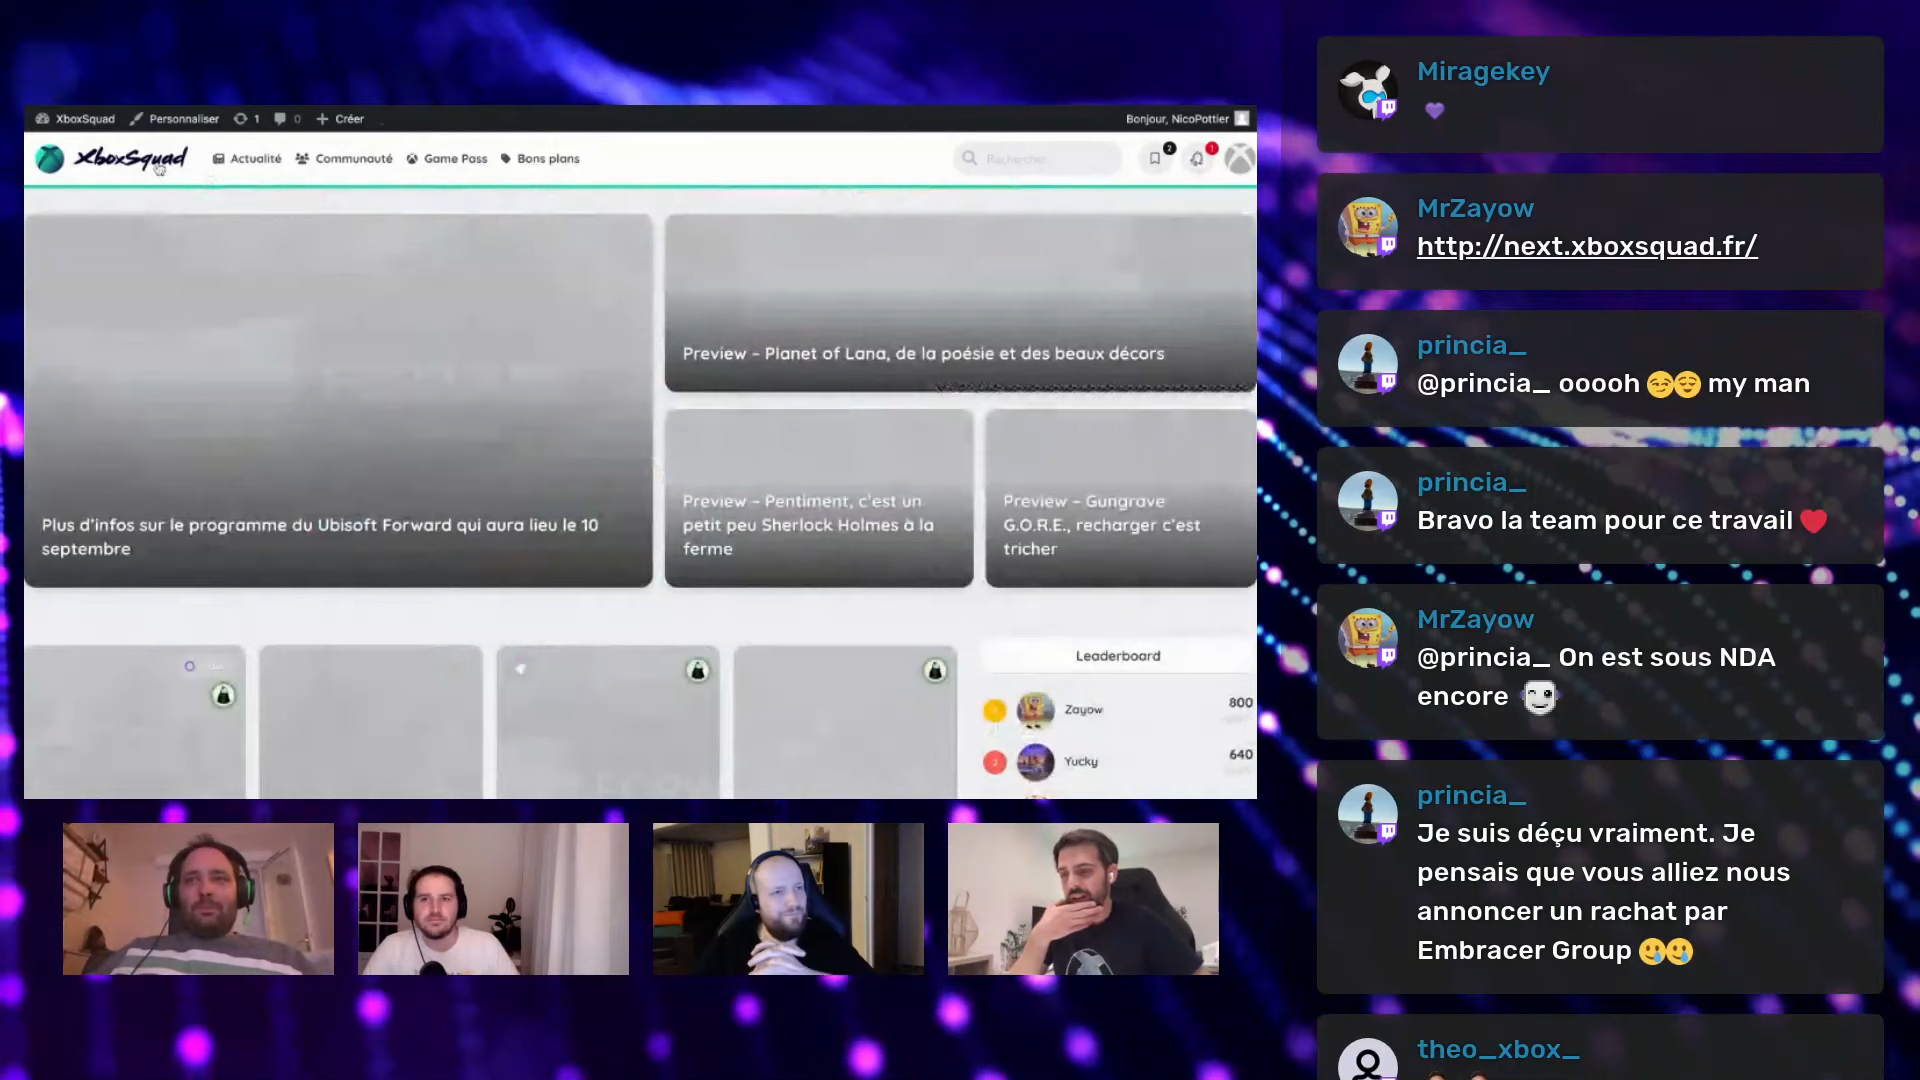 XboxSquad Personnaliser 1 0 Créer Bonjour, NicoPottier
XboxSquad Actualité Communauté Game Pass Bons plans Rechercher... 2 1
Preview – Planet of Lana, de la poésie et des beaux décors
Plus d'infos sur le programme du Ubisoft Forward qui aura lieu le 10
septembre
Preview – Pentiment, c'est un
petit peu Sherlock Holmes à la
ferme
Preview – Gungrave
G.O.R.E., recharger c'est
tricher
Leaderboard
Zayow 800
2 Yucky 640
Miragekey
💜
MrZayow
http://next.xboxsquad.fr/
princia_
@princia_ ooooh 😏😌 my man
princia_
Bravo la team pour ce travail ❤️
MrZayow
@princia_ On est sous NDA
encore
princia_
Je suis déçu vraiment. Je
pensais que vous alliez nous
annoncer un rachat par
Embracer Group 🥲🥲
theo_xbox_